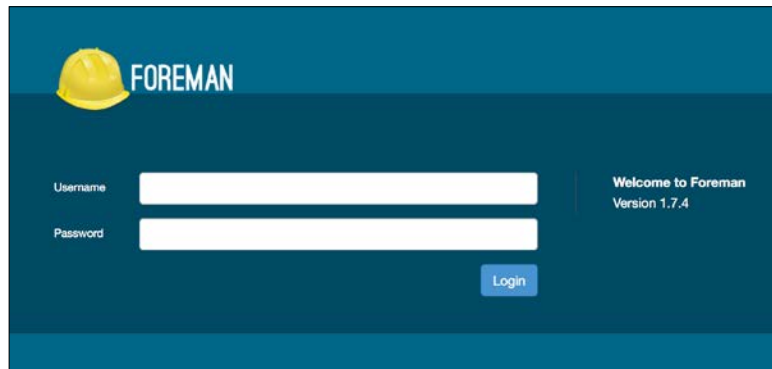 FOREMAN
Username
Password
Login
Welcome to Foreman
Version 1.7.4